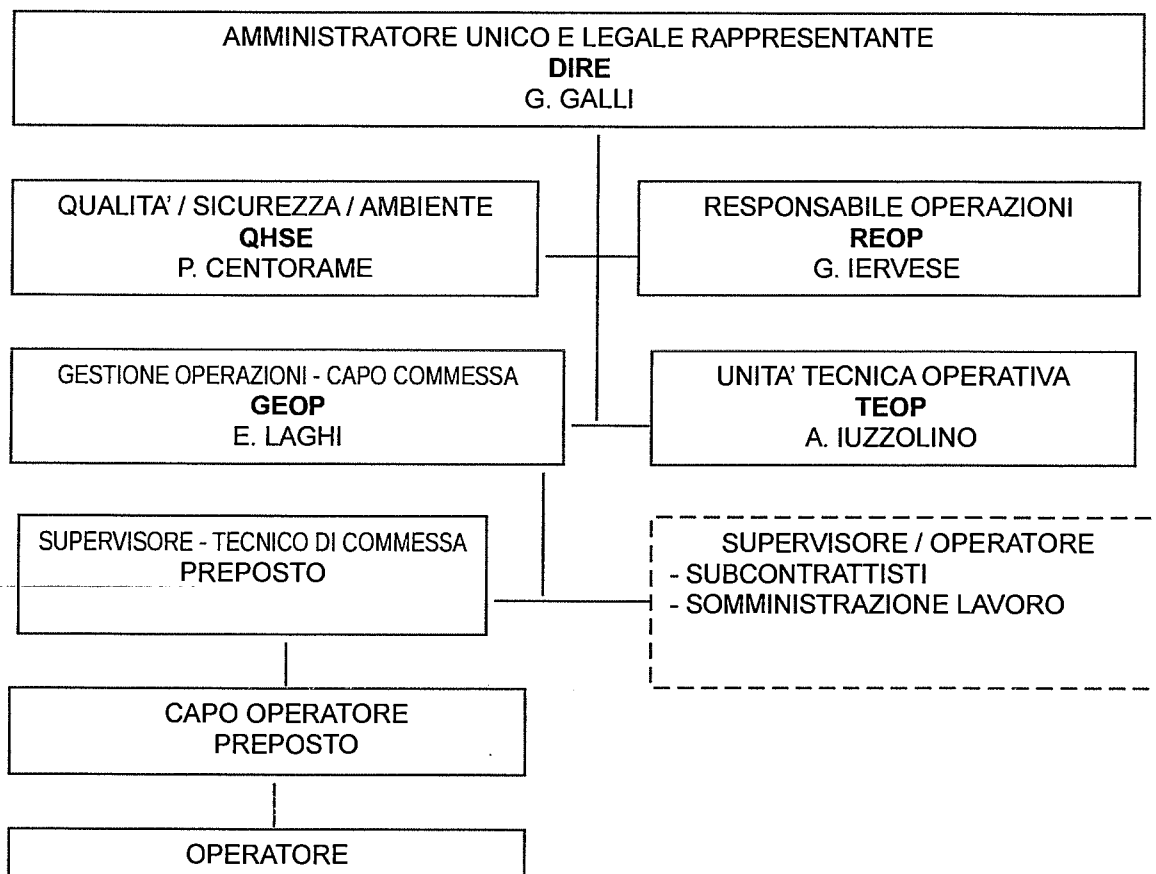 AMMINISTRATORE UNICO E LEGALE RAPPRESENTANTE
DIRE
G. GALLI
QUALITA' / SICUREZZA / AMBIENTE
QHSE
P. CENTORAME
RESPONSABILE OPERAZIONI
REOP
G. IERVESE
GESTIONE OPERAZIONI - CAPO COMMESSA
GEOP
E. LAGHI
UNITA' TECNICA OPERATIVA
TEOP
A. IUZZOLINO
SUPERVISORE - TECNICO DI COMMESSA
PREPOSTO
SUPERVISORE / OPERATORE
- SUBCONTRATTISTI
- SOMMINISTRAZIONE LAVORO
CAPO OPERATORE
PREPOSTO
OPERATORE